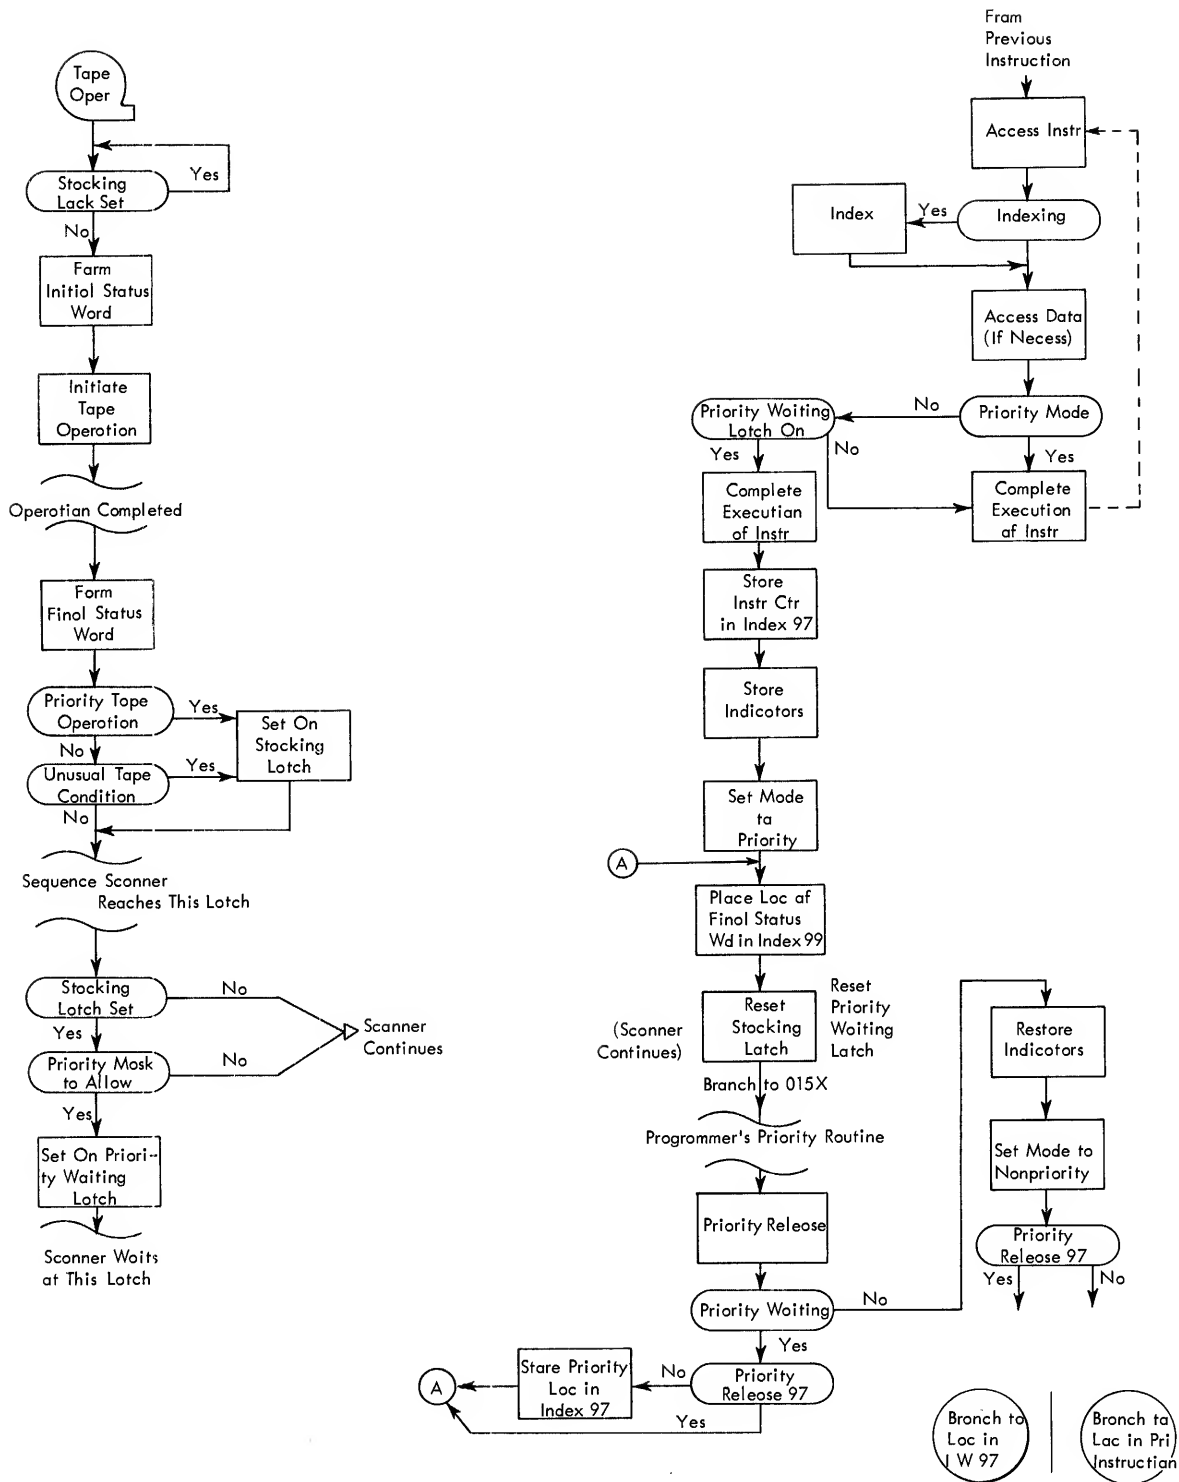 Tape
Oper
Yes
Stocking
Lack Set
No
Farm
Initiol Status
Word
Initiate
Tape
Operation
Operotian Completed
Form
Finol Status
Word
Priority Tape
Operation
Yes
Set On
Stocking
Lotch
No
Unusual Tape
Condition
Yes
No
Sequence Sconner
Reaches This Lotch
Stocking
Lotch Set
No
Yes
Scanner
Continues
Priority Mosk
to Allow
No
Yes
Set On Priori-
ty Waiting
Lotch
Sconner Woits
at This Lotch
Fram
Previous
Instruction
Access Instr
Index
Yes
Indexing
Access Data
(If Necess)
Priority Woiting
Lotch On
No
Priority Mode
Yes
No
Yes
Complete
Execution
of Instr
Complete
Execution
af Instr
Store
Instr Ctr
in Index 97
Store
Indicotors
Set Mode
ta
Priority
A
Place Loc af
Finol Status
Wd in Index 99
(Sconner
Continues)
Reset
Stocking
Latch
Reset
Priority
Woiting
Latch
Branch to 015X
Progrommer's Priority Routine
Priority Releose
Priority Waiting
No
Yes
Priority
Releose 97
No
Stare Priority
Loc in
Index 97
A
Yes
Restore
Indicators
Set Mode to
Nonpriority
Priority
Releose 97
Yes
No
Bronch to
Loc in
I W 97
Bronch ta
Lac in Pri
Instructian